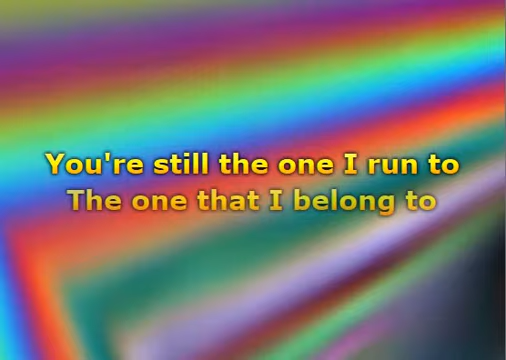 You're still the one I run to
The one that I belong to